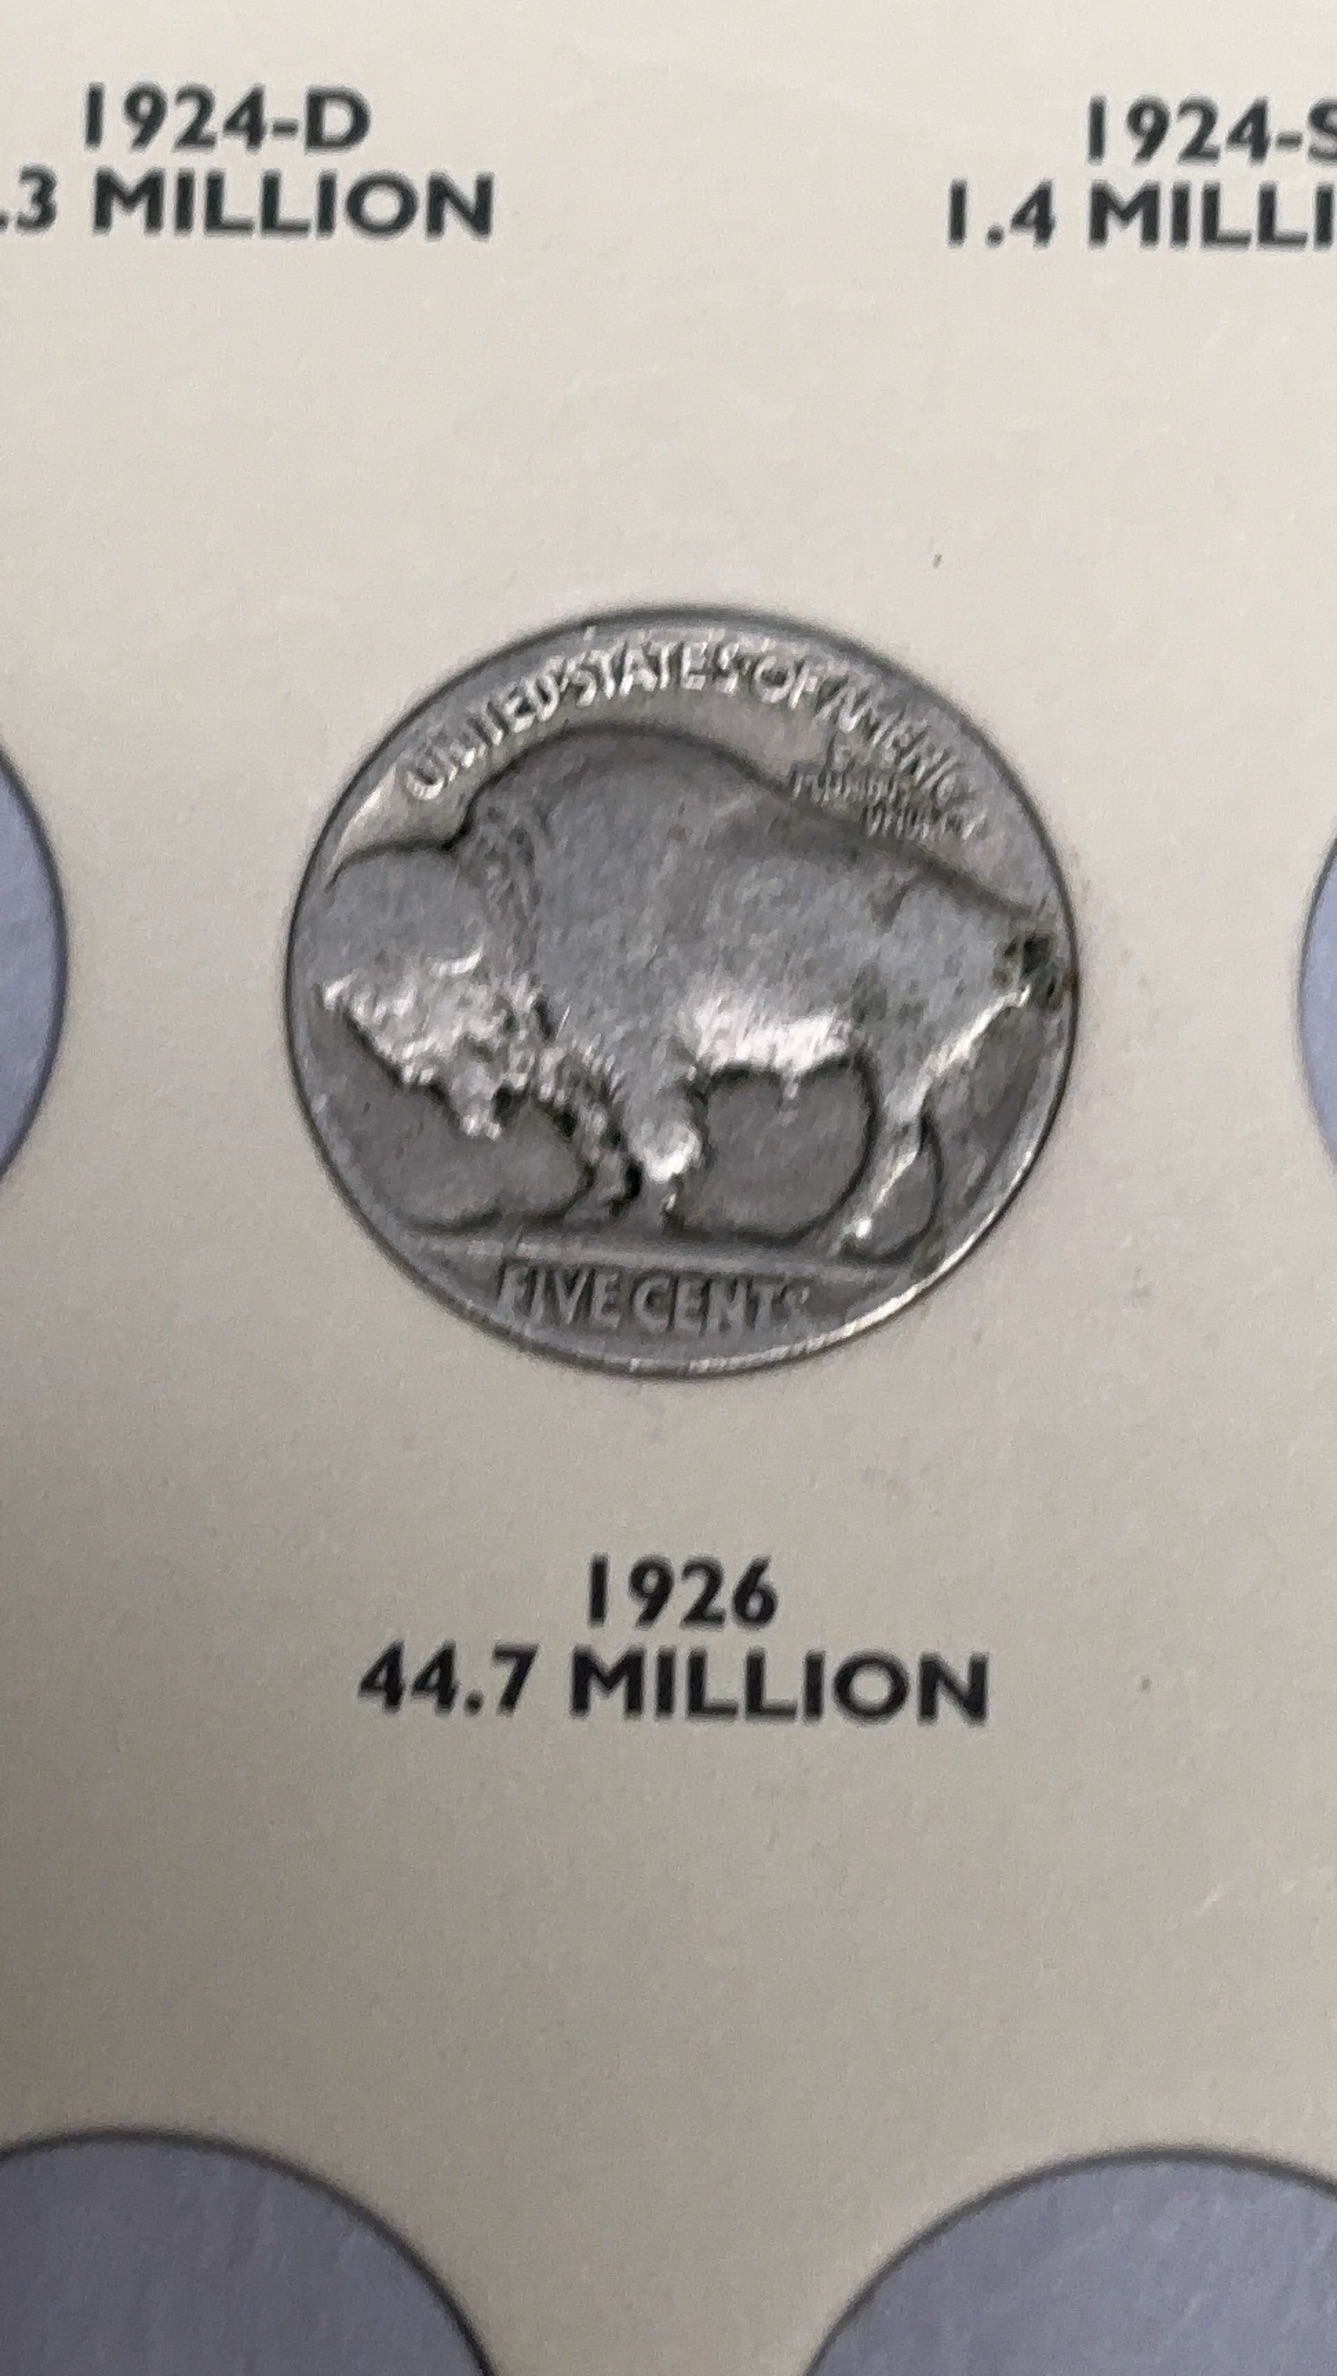 1924-D
.3 MILLION
1924-S
1.4 MILLI
UNITED STATES OF AMERICA
E
PLURIBUS
UNUM
FIVE CENTS
1926
44.7 MILLION